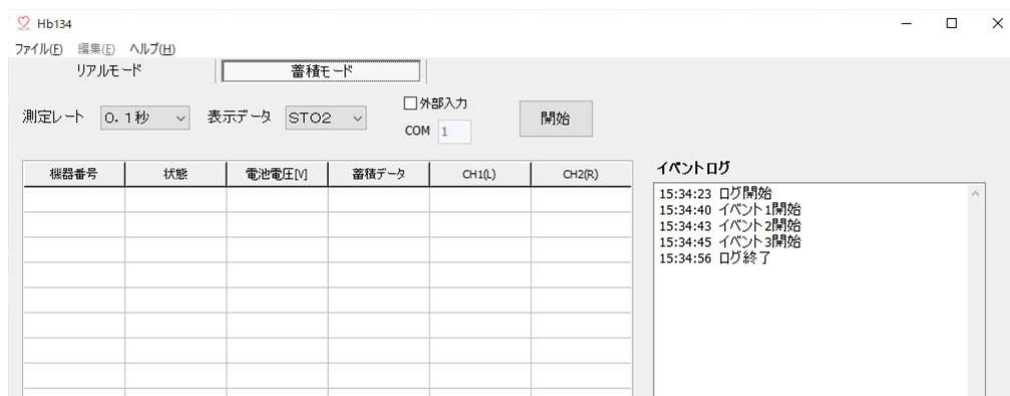 Hb134
ファイル(F) 編集(E) ヘルプ(H)
リアルモード 蓄積モード
測定レート 0.1秒 表示データ STO2 外部入力 開始
COM 1
機器番号 状態 電池電圧[V] 蓄積データ CH1(L) CH2(R)
イベントログ
15:34:23 ログ開始
15:34:40 イベント1開始
15:34:43 イベント2開始
15:34:45 イベント3開始
15:34:56 ログ終了